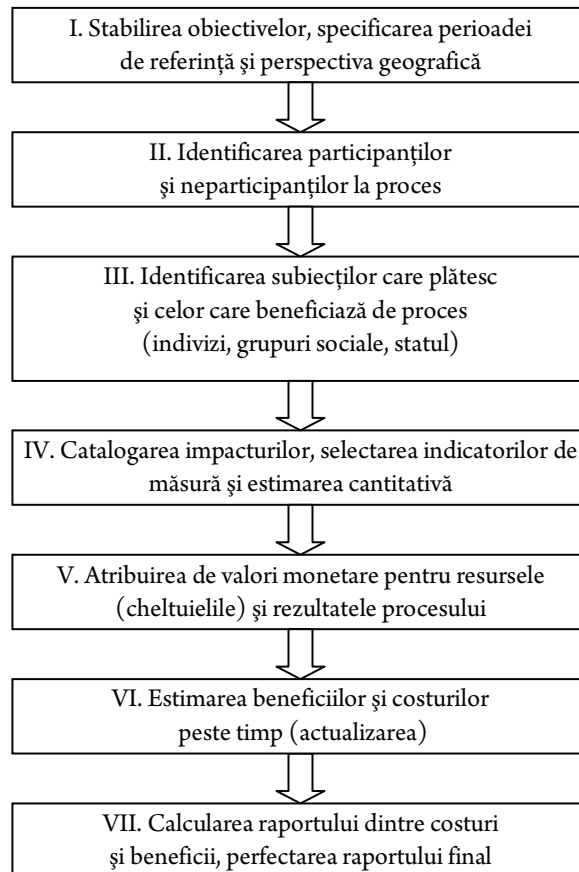 I. Stabilirea obiectivelor, specificarea perioadei
de referință şi perspectiva geografică
II. Identificarea participanților
şi neparticipanților la proces
III. Identificarea subiecților care plătesc
şi celor care beneficiază de proces
(indivizi, grupuri sociale, statul)
IV. Catalogarea impacturilor, selectarea indicatorilor de
măsură şi estimarea cantitativă
V. Atribuirea de valori monetare pentru resursele
(cheltuielile) şi rezultatele procesului
VI. Estimarea beneficiilor şi costurilor
peste timp (actualizarea)
VII. Calcularea raportului dintre costuri
şi beneficii, perfectarea raportului final